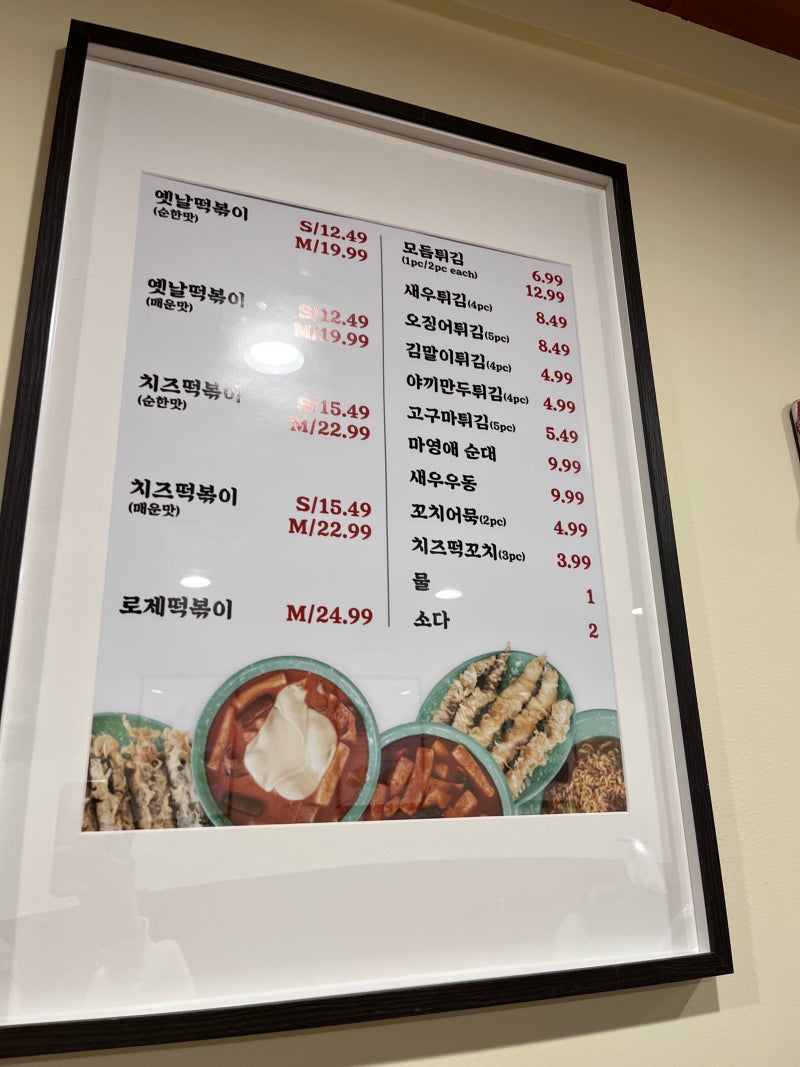 옛날떡볶이
(순한맛)
S/12.49
M/19.99
옛날떡볶이
(매운맛)
S/12.49
M/19.99
치즈떡볶이
(순한맛)
S/15.49
M/22.99
치즈떡볶이
(매운맛)
S/15.49
M/22.99
로제떡볶이 M/24.99
모듬튀김 6.99
(1pc/2pc each) 12.99
새우튀김(4pc) 8.49
오징어튀김(5pc) 8.49
김말이튀김(4pc) 4.99
야끼만두튀김(4pc) 4.99
고구마튀김(5pc) 5.49
마영애 순대 9.99
새우우동 9.99
꼬치어묵(2pc) 4.99
치즈떡꼬치(3pc) 3.99
물 1
소다 2